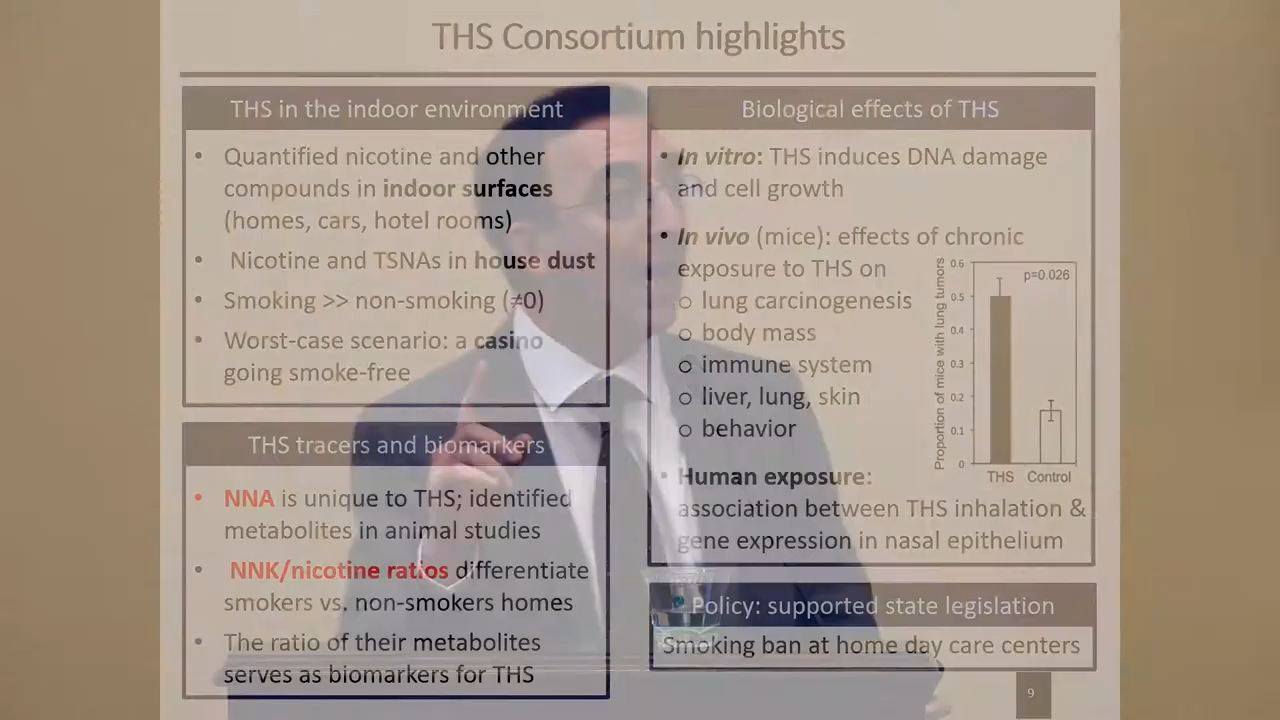 THS Consortium highlights
THS in the indoor environment
• Quantified nicotine and other
compounds in indoor surfaces
(homes, cars, hotel rooms)
• Nicotine and TSNAs in house dust
• Smoking >> non-smoking (≠0)
• Worst-case scenario: a casino
going smoke-free
THS tracers and biomarkers
• NNA is unique to THS; identified
metabolites in animal studies
• NNK/nicotine ratios differentiate
smokers vs. non-smokers homes
• The ratio of their metabolites
serves as biomarkers for THS
Biological effects of THS
• In vitro: THS induces DNA damage
and cell growth
• In vivo (mice): effects of chronic
exposure to THS on
o lung carcinogenesis
o body mass
o immune system
o liver, lung, skin
o behavior
Proportion of mice with lung tumors
0.6
0.5
0.4
0.3
0.2
0.1
0
p=0.026
THS Control
• Human exposure:
association between THS inhalation &
gene expression in nasal epithelium
Policy: supported state legislation
Smoking ban at home day care centers
9